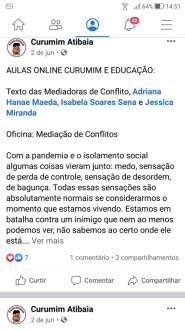 64% 14:51
Curumim Atibaia
2 de jun
AULAS ONLINE CURUMIM E EDUCAÇÃO:
Texto das Mediadoras de Conflito, Adriana
Hanae Maeda, Isabela Soares Sena e Jessica
Miranda
Oficina: Mediação de Conflitos
Com a pandemia e o isolamento social
algumas coisas vieram junto: medo, sensação
de perda de controle, sensação de desordem,
de bagunça. Todas essas sensações são
absolutamente normais se considerarmos o
momento que estamos vivendo. Estamos em
batalha contra um inimigo que nem ao menos
podemos ver, não sabemos ao certo onde ele
está.... Ver mais
7 1 comentário • 2 compartilhamentos
Curtir Comentar Compartilhar
Curumim Atibaia
2 de jun